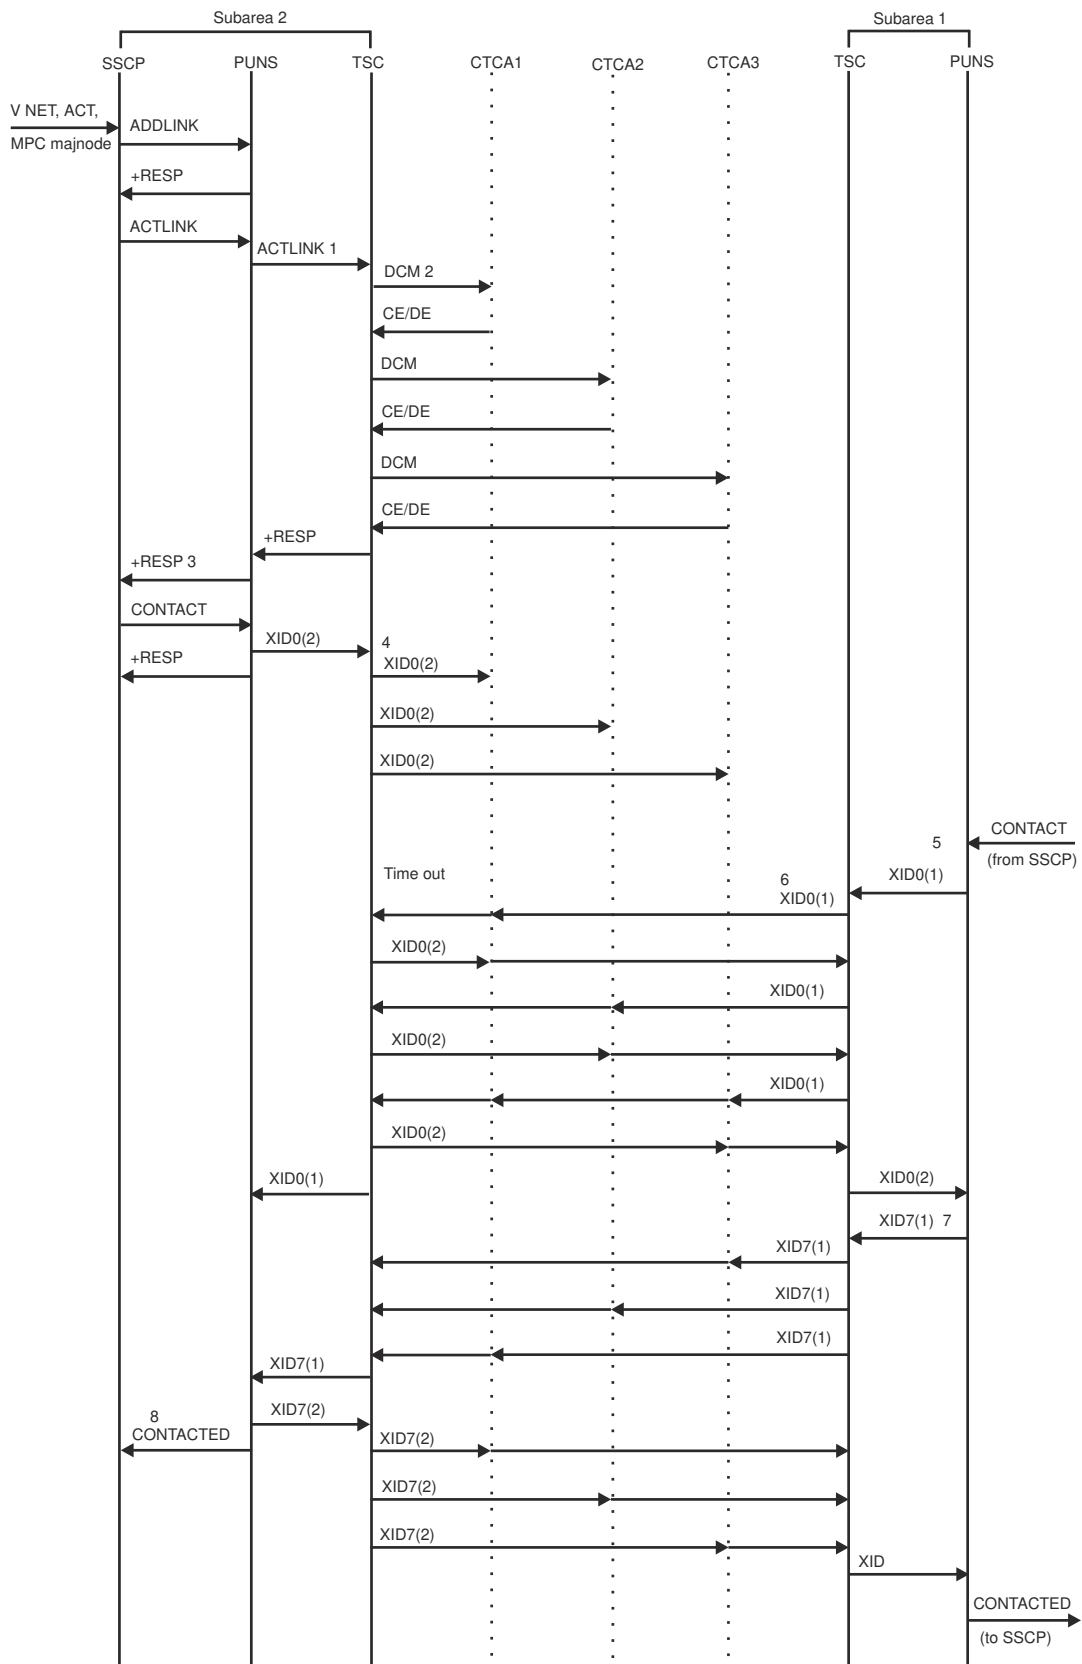 Subarea 2
Subarea 1
SSCP PUNS TSC CTCA1 CTCA2 CTCA3 TSC PUNS
V NET, ACT,
MPC majnode
ADDLINK
+RESP
ACTLINK
ACTLINK 1
DCM 2
CE/DE
DCM
CE/DE
DCM
CE/DE
+RESP
+RESP 3
CONTACT
XID0(2)
4
+RESP
XID0(2)
XID0(2)
XID0(2)
CONTACT
5
(from SSCP)
Time out
XID0(1)
6
XID0(1)
XID0(2)
XID0(1)
XID0(2)
XID0(1)
XID0(2)
XID0(1)
XID0(2)
XID7(1) 7
XID7(1)
XID7(1)
XID7(1)
XID7(1)
XID7(2)
8
CONTACTED
XID7(2)
XID7(2)
XID7(2)
XID
CONTACTED
(to SSCP)